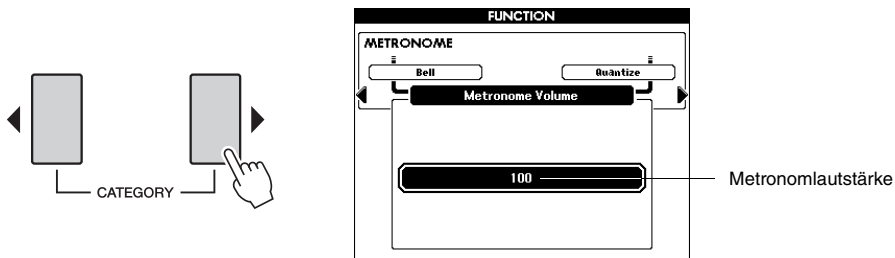 FUNCTION
METRONOME
Bell
Quantize
Metronome Volume
100
Metronomlautstärke
CATEGORY